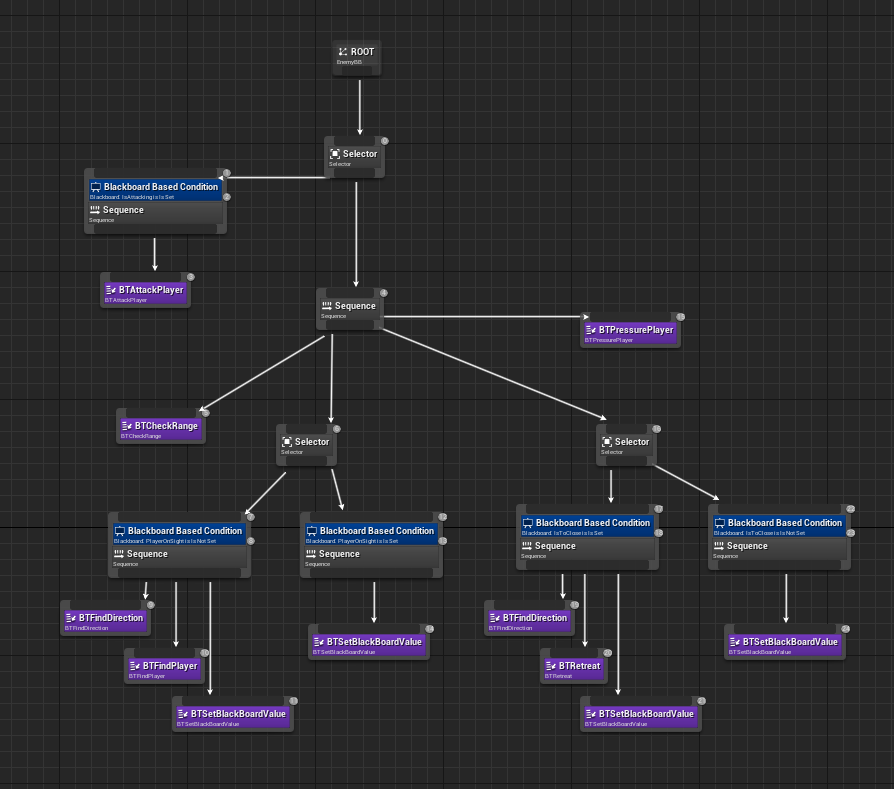 ROOT
EnemyBB
Selector
Selector
Blackboard Based Condition
Blackboard: IsAttacking is Is Set
Sequence
Sequence
BTAttackPlayer
BTAttackPlayer
Sequence
Sequence
BTPressurePlayer
BTPressurePlayer
BTCheckRange
BTCheckRange
Selector
Selector
Selector
Selector
Blackboard Based Condition
Blackboard: PlayerOnSight is Is Not Set
Sequence
Sequence
Blackboard Based Condition
Blackboard: PlayerOnSight is Is Set
Sequence
Sequence
Blackboard Based Condition
Blackboard: IsToClose is Is Set
Sequence
Sequence
Blackboard Based Condition
Blackboard: IsToClose is Is Not Set
Sequence
Sequence
BTFindDirection
BTFindDirection
BTFindPlayer
BTFindPlayer
BTSetBlackBoardValue
BTSetBlackBoardValue
BTSetBlackBoardValue
BTSetBlackBoardValue
BTFindDirection
BTFindDirection
BTRetreat
BTRetreat
BTSetBlackBoardValue
BTSetBlackBoardValue
BTSetBlackBoardValue
BTSetBlackBoardValue